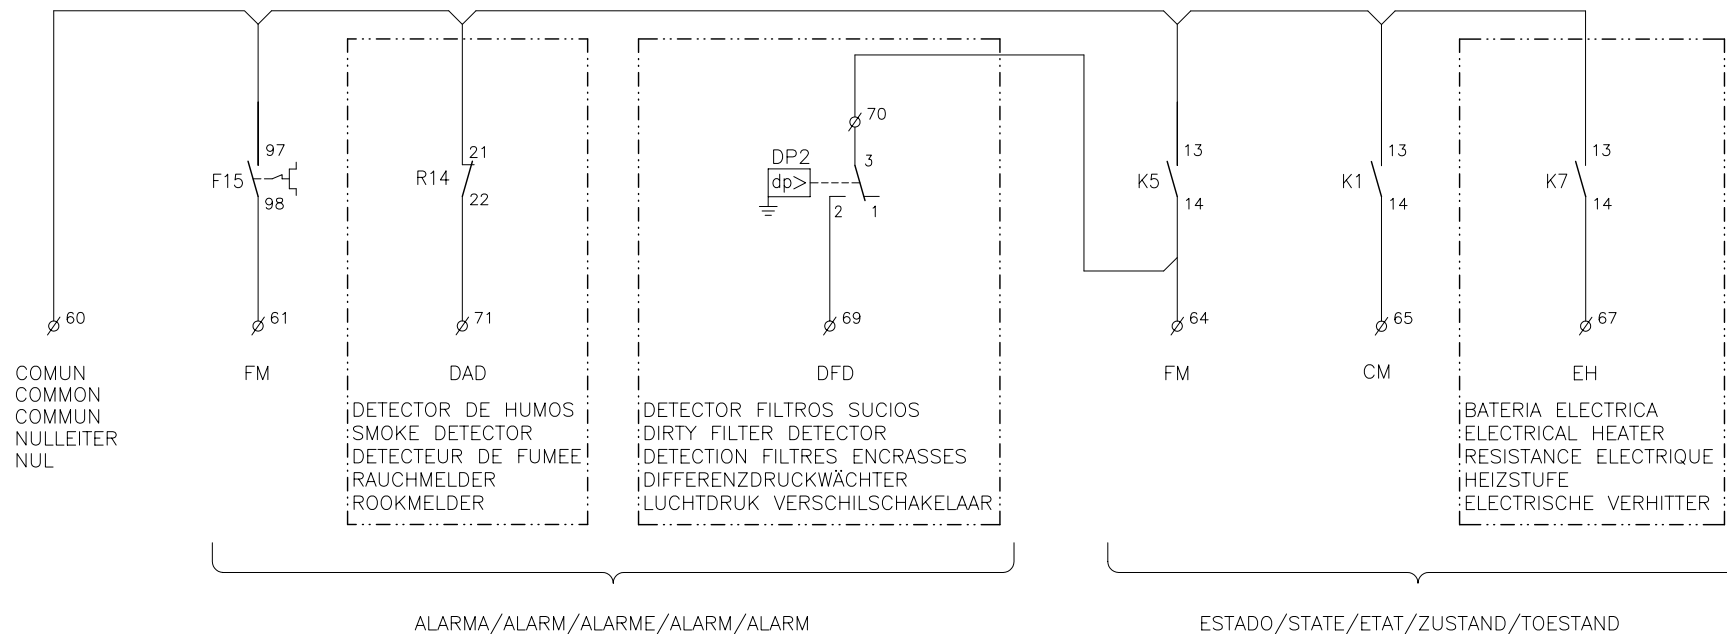 70
97
21
DP2
3
13
13
13
F15
R14
dp>
K5
K1
K7
98
22
2
1
14
14
14
60
61
71
69
64
65
67
COMUN
COMMON
COMMUN
NULLEITER
NUL
FM
DAD
DFD
FM
CM
EH
DETECTOR DE HUMOS
SMOKE DETECTOR
DETECTEUR DE FUMEE
RAUCHMELDER
ROOKMELDER
DETECTOR FILTROS SUCIOS
DIRTY FILTER DETECTOR
DETECTION FILTRES ENCRASSES
DIFFERENZDRUCKWÄCHTER
LUCHTDRUK VERSCHILSCHAKELAAR
BATERIA ELECTRICA
ELECTRICAL HEATER
RESISTANCE ELECTRIQUE
HEIZSTUFE
ELECTRISCHE VERHITTER
ALARMA/ALARM/ALARME/ALARM/ALARM
ESTADO/STATE/ETAT/ZUSTAND/TOESTAND